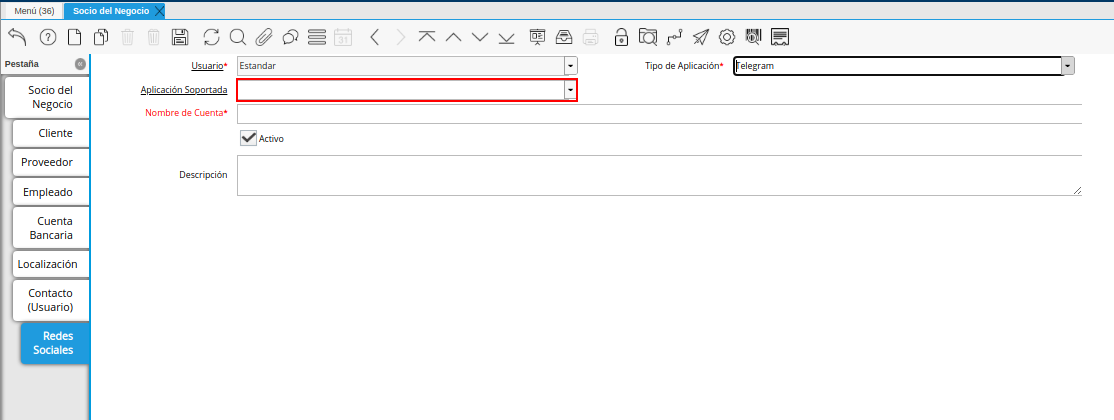 Menú (36)
Socio del Negocio
31
Pestaña
Socio del
Negocio
Cliente
Proveedor
Empleado
Cuenta
Bancaria
Localización
Contacto
(Usuario)
Redes
Sociales
Usuario*
Estandar
Tipo de Aplicación*
Telegram
Aplicación Soportada
Nombre de Cuenta*
Activo
Descripción